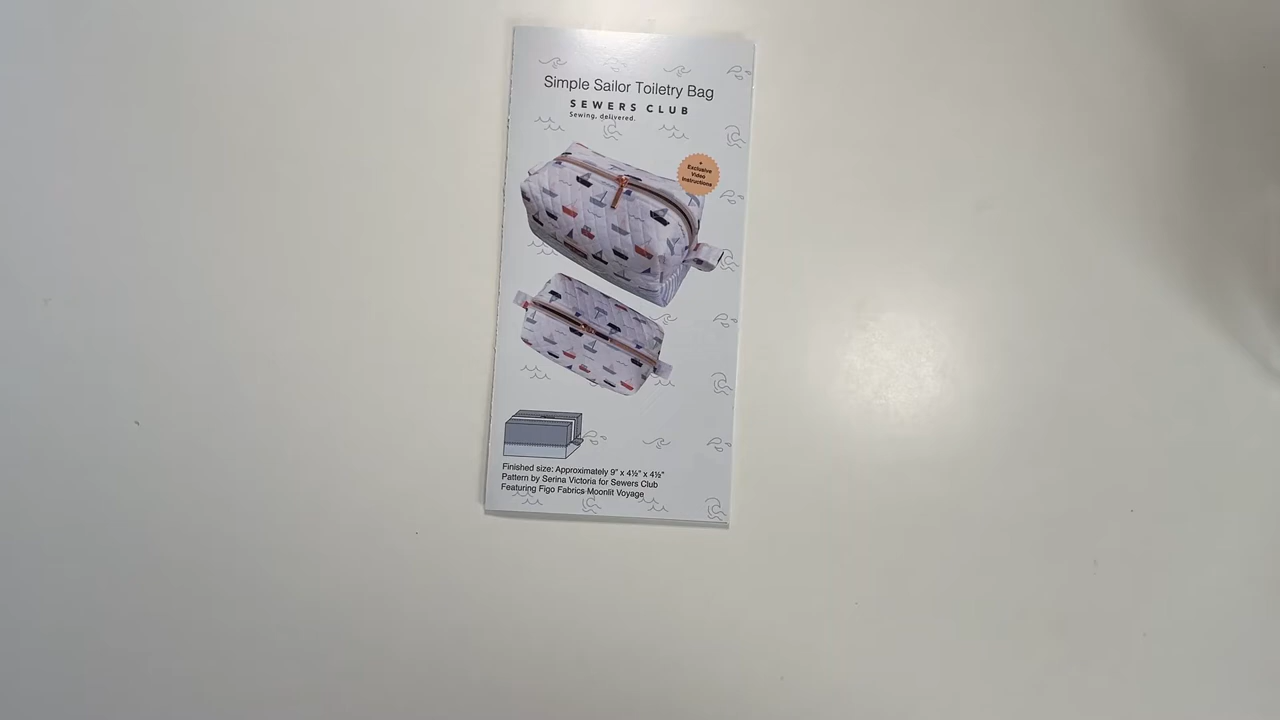 Simple Sailor Toiletry Bag
SEWERS CLUB
Sewing, delivered.
+
Exclusive
Video
Instructions
Finished size: Approximately 9" x 4½" x 4½"
Pattern by Serina Victoria for Sewers Club
Featuring Figo Fabrics Moonlit Voyage